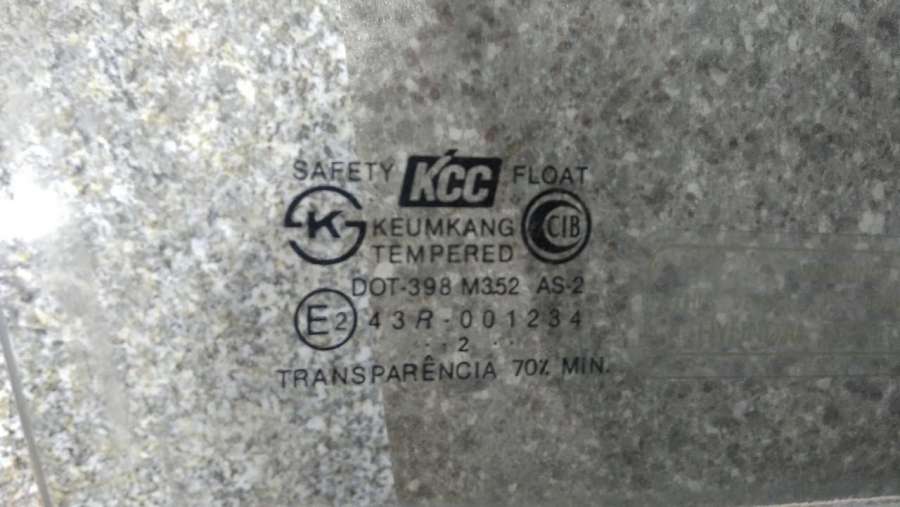 SAFETY KCC FLOAT
K KEUMKANG CIB
TEMPERED
DOT-398 M352 AS-2
E2 43R-001234
··· 2 ··
TRANSPARÊNCIA 70% MIN.